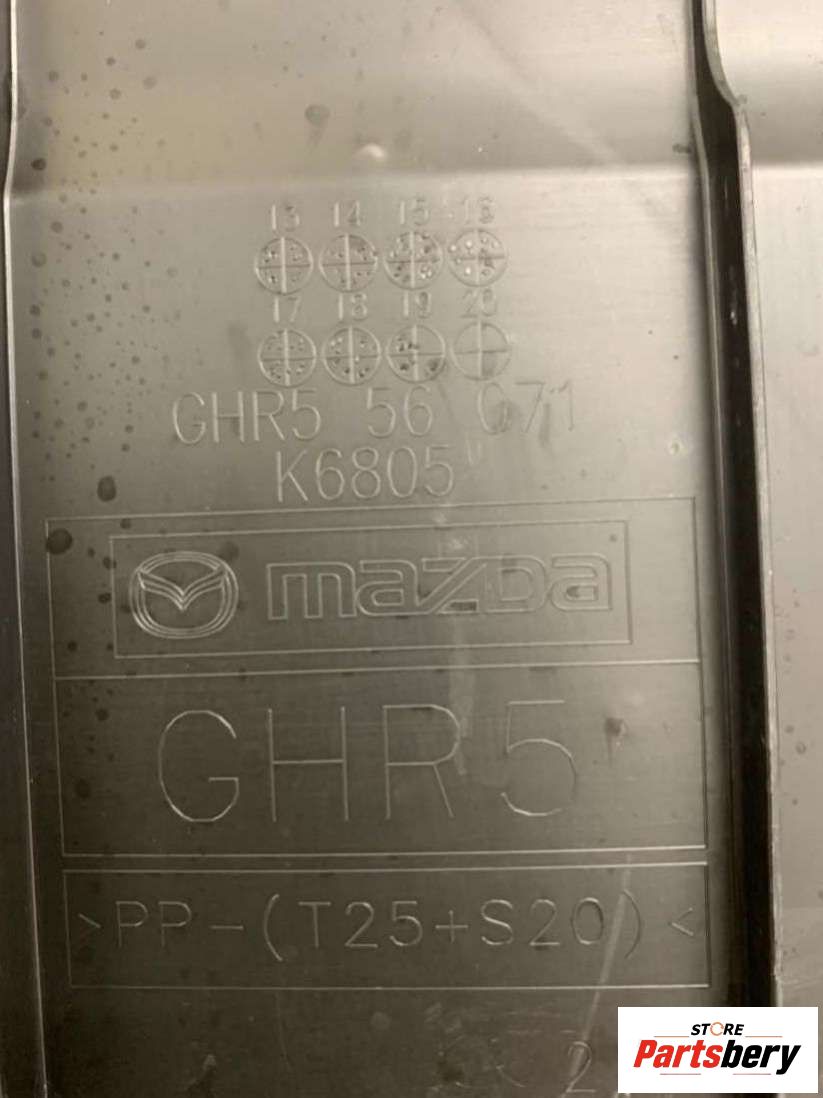 13 14 15 16
17 18 19 20
GHR5 56 071
K6805
mazda
GHR5
>PP-(T25+S20)<
2
STORE
Partsbery